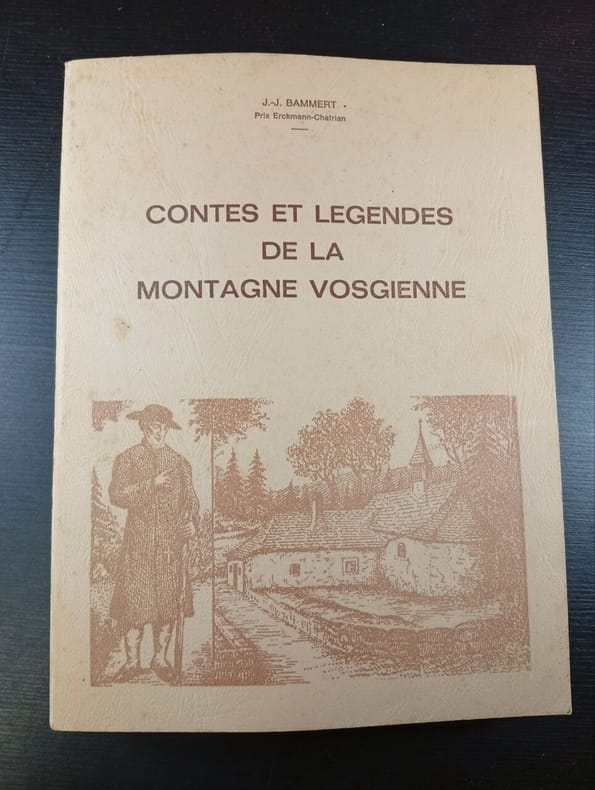 J.-J. BAMMERT
Prix Erckmann-Chatrian
CONTES ET LEGENDES
DE LA
MONTAGNE VOSGIENNE